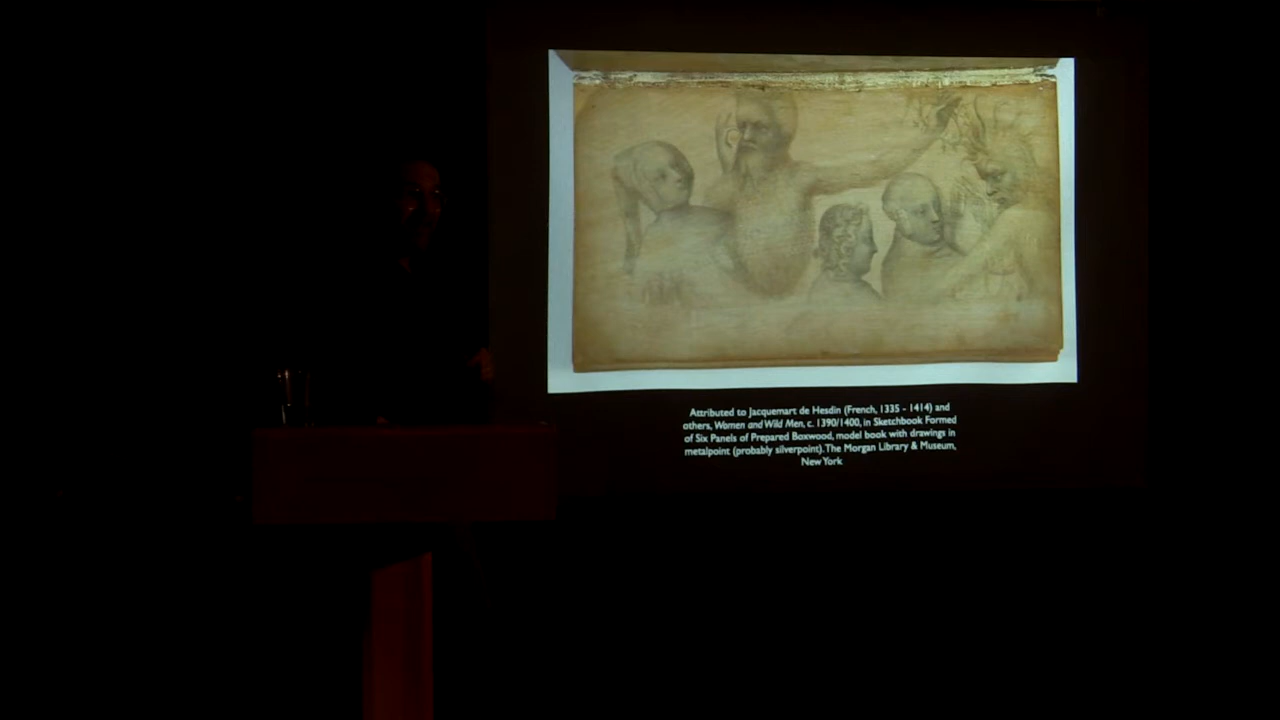 Attributed to Jacquemart de Hesdin (French, 1335 - 1414) and
others, Women and Wild Men, c. 1390/1400, in Sketchbook Formed
of Six Panels of Prepared Boxwood, model book with drawings in
metalpoint (probably silverpoint). The Morgan Library & Museum,
New York